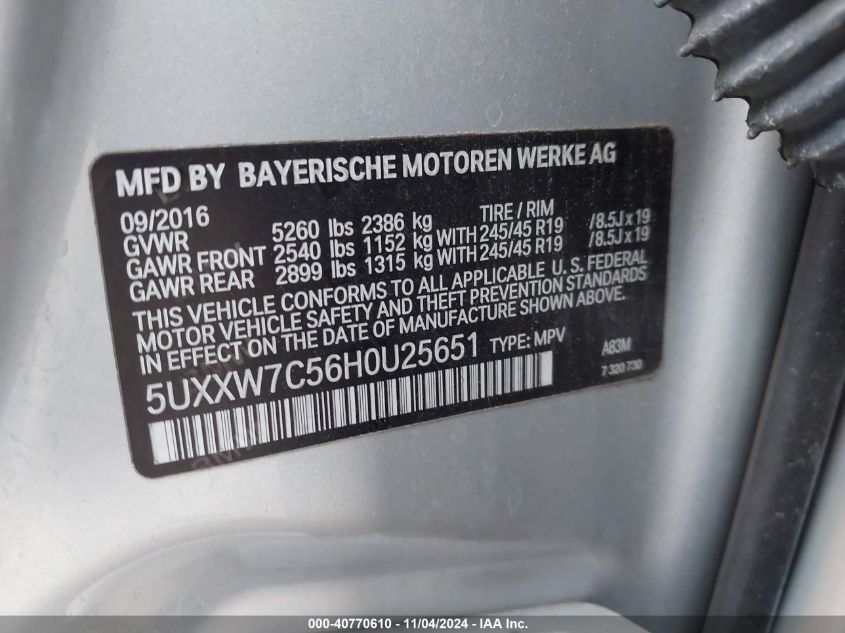 MFD BY BAYERISCHE MOTOREN WERKE AG
09/2016 TIRE / RIM
GVWR 5260 lbs 2386 kg
GAWR FRONT 2540 lbs 1152 kg WITH 245/45 R19 /8.5J x 19
GAWR REAR 2899 lbs 1315 kg WITH 245/45 R19 /8.5J x 19
THIS VEHICLE CONFORMS TO ALL APPLICABLE U.S. FEDERAL
MOTOR VEHICLE SAFETY AND THEFT PREVENTION STANDARDS
IN EFFECT ON THE DATE OF MANUFACTURE SHOWN ABOVE.
5UXXW7C56H0U25651 TYPE: MPV A83M
7 320 730
000-40770610 - 11/04/2024 - IAA Inc.